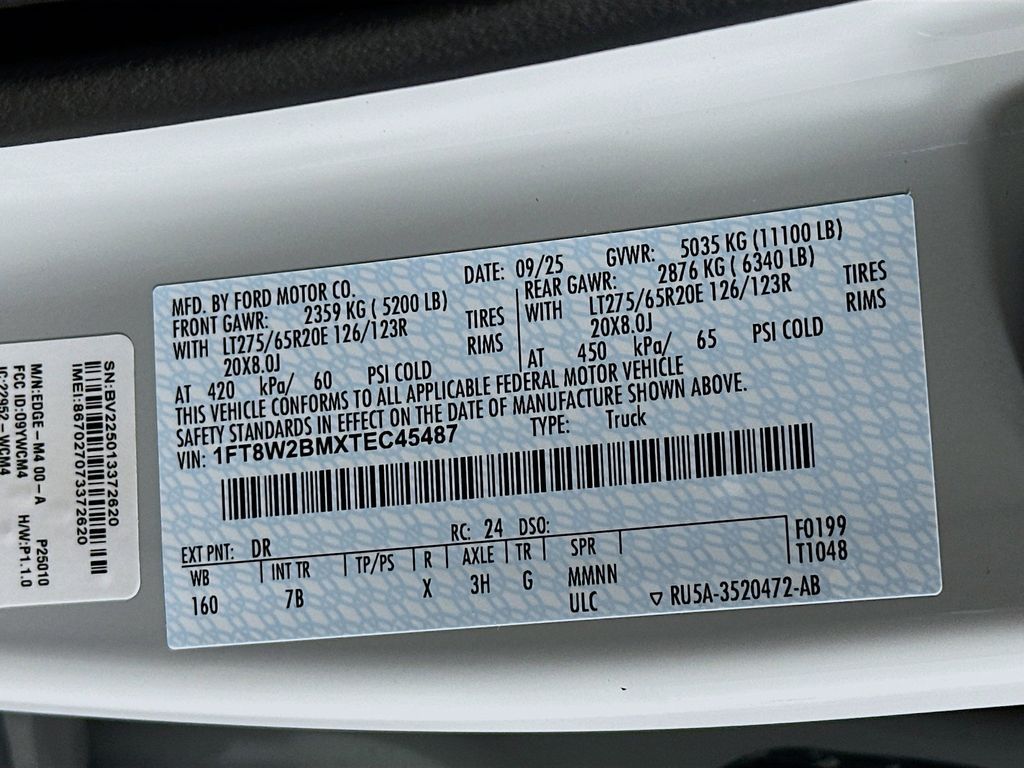 MFD. BY FORD MOTOR CO.
DATE: 09/25 GVWR: 5035 KG (11100 LB)
FRONT GAWR: 2359 KG ( 5200 LB)
WITH LT275/65R20E 126/123R TIRES
20X8.0J RIMS
AT 420 kPa/ 60 PSI COLD
REAR GAWR: 2876 KG ( 6340 LB)
WITH LT275/65R20E 126/123R TIRES
20X8.0J RIMS
AT 450 kPa/ 65 PSI COLD
THIS VEHICLE CONFORMS TO ALL APPLICABLE FEDERAL MOTOR VEHICLE
SAFETY STANDARDS IN EFFECT ON THE DATE OF MANUFACTURE SHOWN ABOVE.
VIN: 1FT8W2BMXTEC45487 TYPE: Truck
EXT PNT: DR RC: 24 DSO: F0199
WB INT TR TP/PS R AXLE TR SPR T1048
160 7B X 3H G MMNN
ULC ▽ RU5A-3520472-AB
SN:BV225013372620
IMEI:867027073372620
M/N:EDGE-M4 00-A P25010
FCC ID:O9YWCM4 H/W:P1.1.0
IC:22952-WCM4